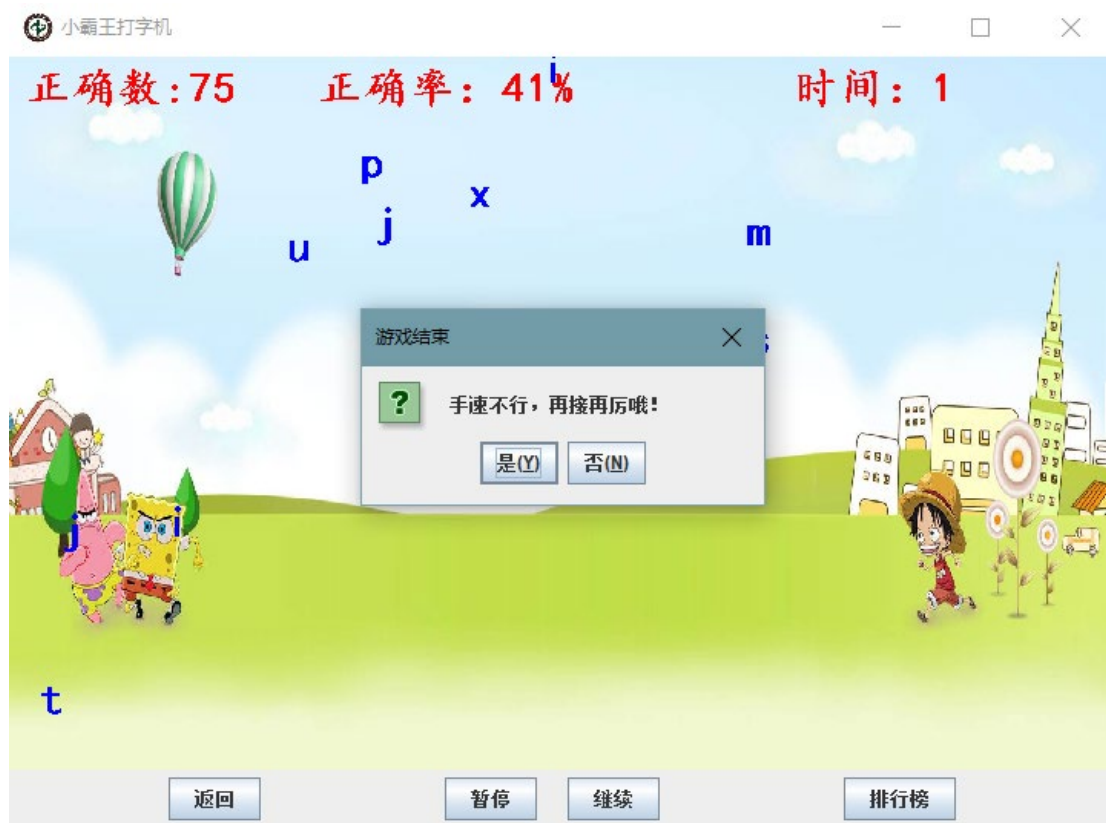 小霸王打字机
正确数:75 正确率：41% 时间：1
i
p
x
j
u
m
游戏结束
s
手速不行，再接再厉哦！
是(Y) 否(N)
i
j
t
返回 暂停 继续 排行榜